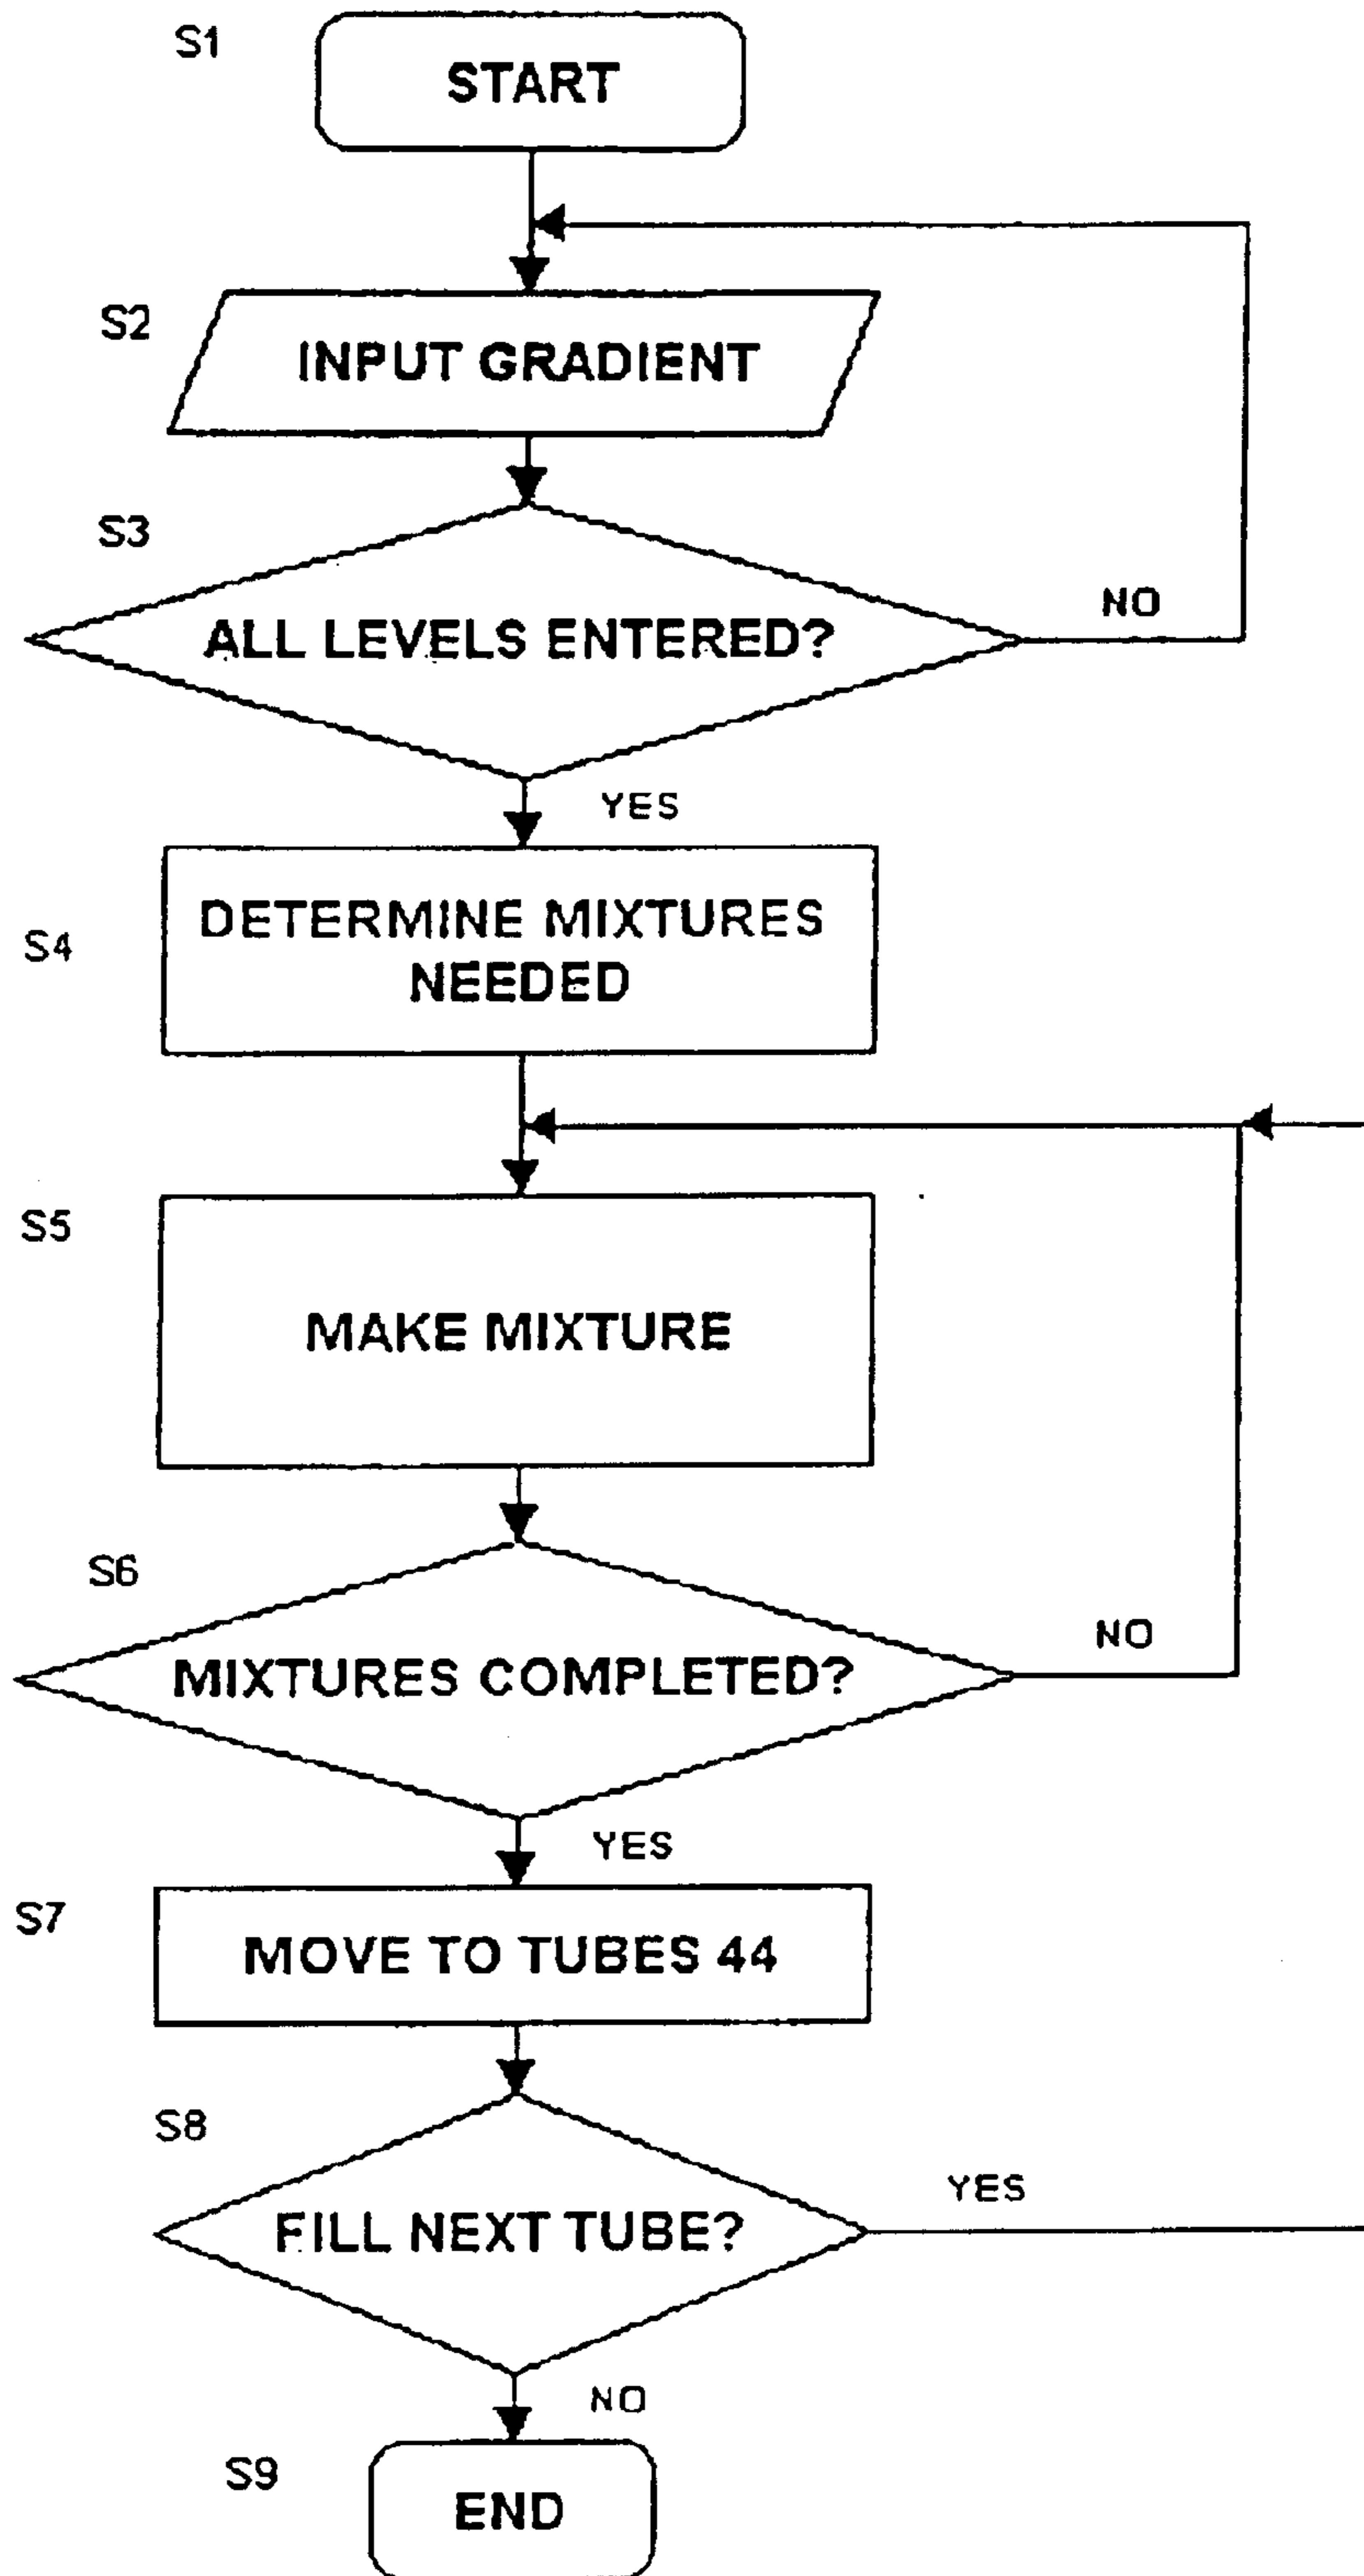 S1
START
S2
INPUT GRADIENT
S3
ALL LEVELS ENTERED?
NO
YES
S4
DETERMINE MIXTURES
NEEDED
S5
MAKE MIXTURE
S6
MIXTURES COMPLETED?
NO
YES
S7
MOVE TO TUBES 44
S8
FILL NEXT TUBE?
YES
NO
S9
END